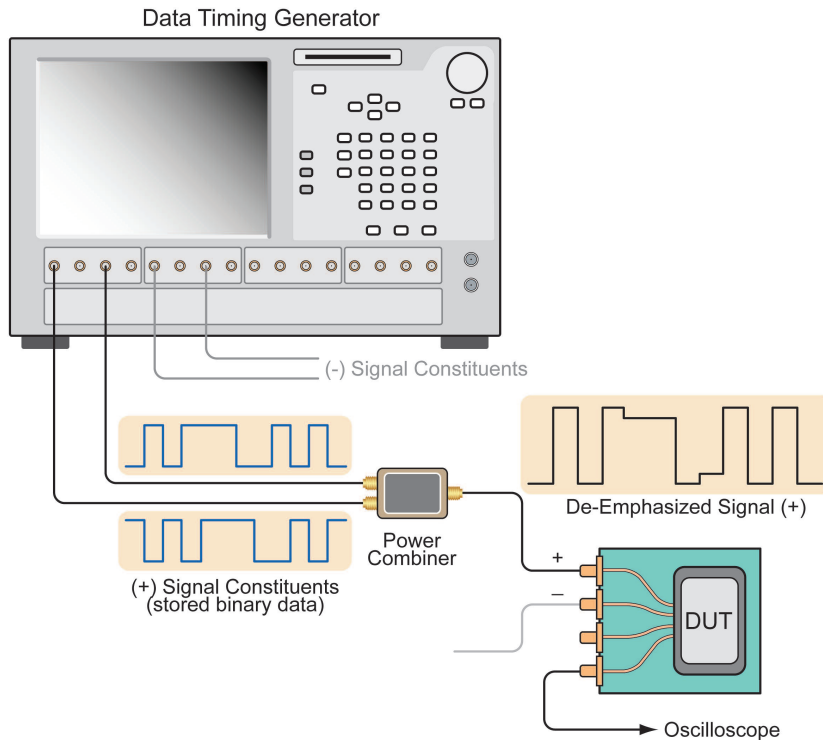 Data Timing Generator
(-) Signal Constituents
De-Emphasized Signal (+)
Power
Combiner
(+) Signal Constituents
(stored binary data)
+
–
DUT
Oscilloscope